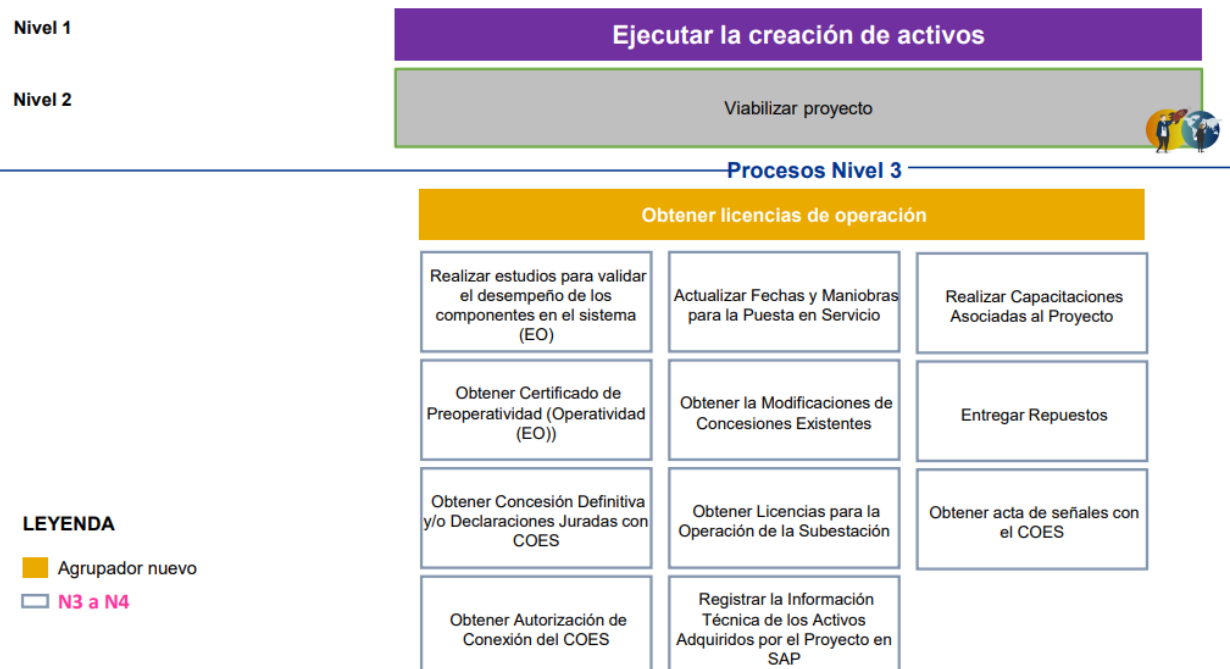 Nivel 1
Ejecutar la creación de activos
Nivel 2
Viabilizar proyecto
Procesos Nivel 3
Obtener licencias de operación
Realizar estudios para validar
el desempeño de los
componentes en el sistema
(EO)
Actualizar Fechas y Maniobras
para la Puesta en Servicio
Realizar Capacitaciones
Asociadas al Proyecto
Obtener Certificado de
Preoperatividad (Operatividad
(EO))
Obtener la Modificaciones de
Concesiones Existentes
Entregar Repuestos
Obtener Concesión Definitiva
y/o Declaraciones Juradas con
COES
Obtener Licencias para la
Operación de la Subestación
Obtener acta de señales con
el COES
Obtener Autorización de
Conexión del COES
Registrar la Información
Técnica de los Activos
Adquiridos por el Proyecto en
SAP
LEYENDA
Agrupador nuevo
N3 a N4